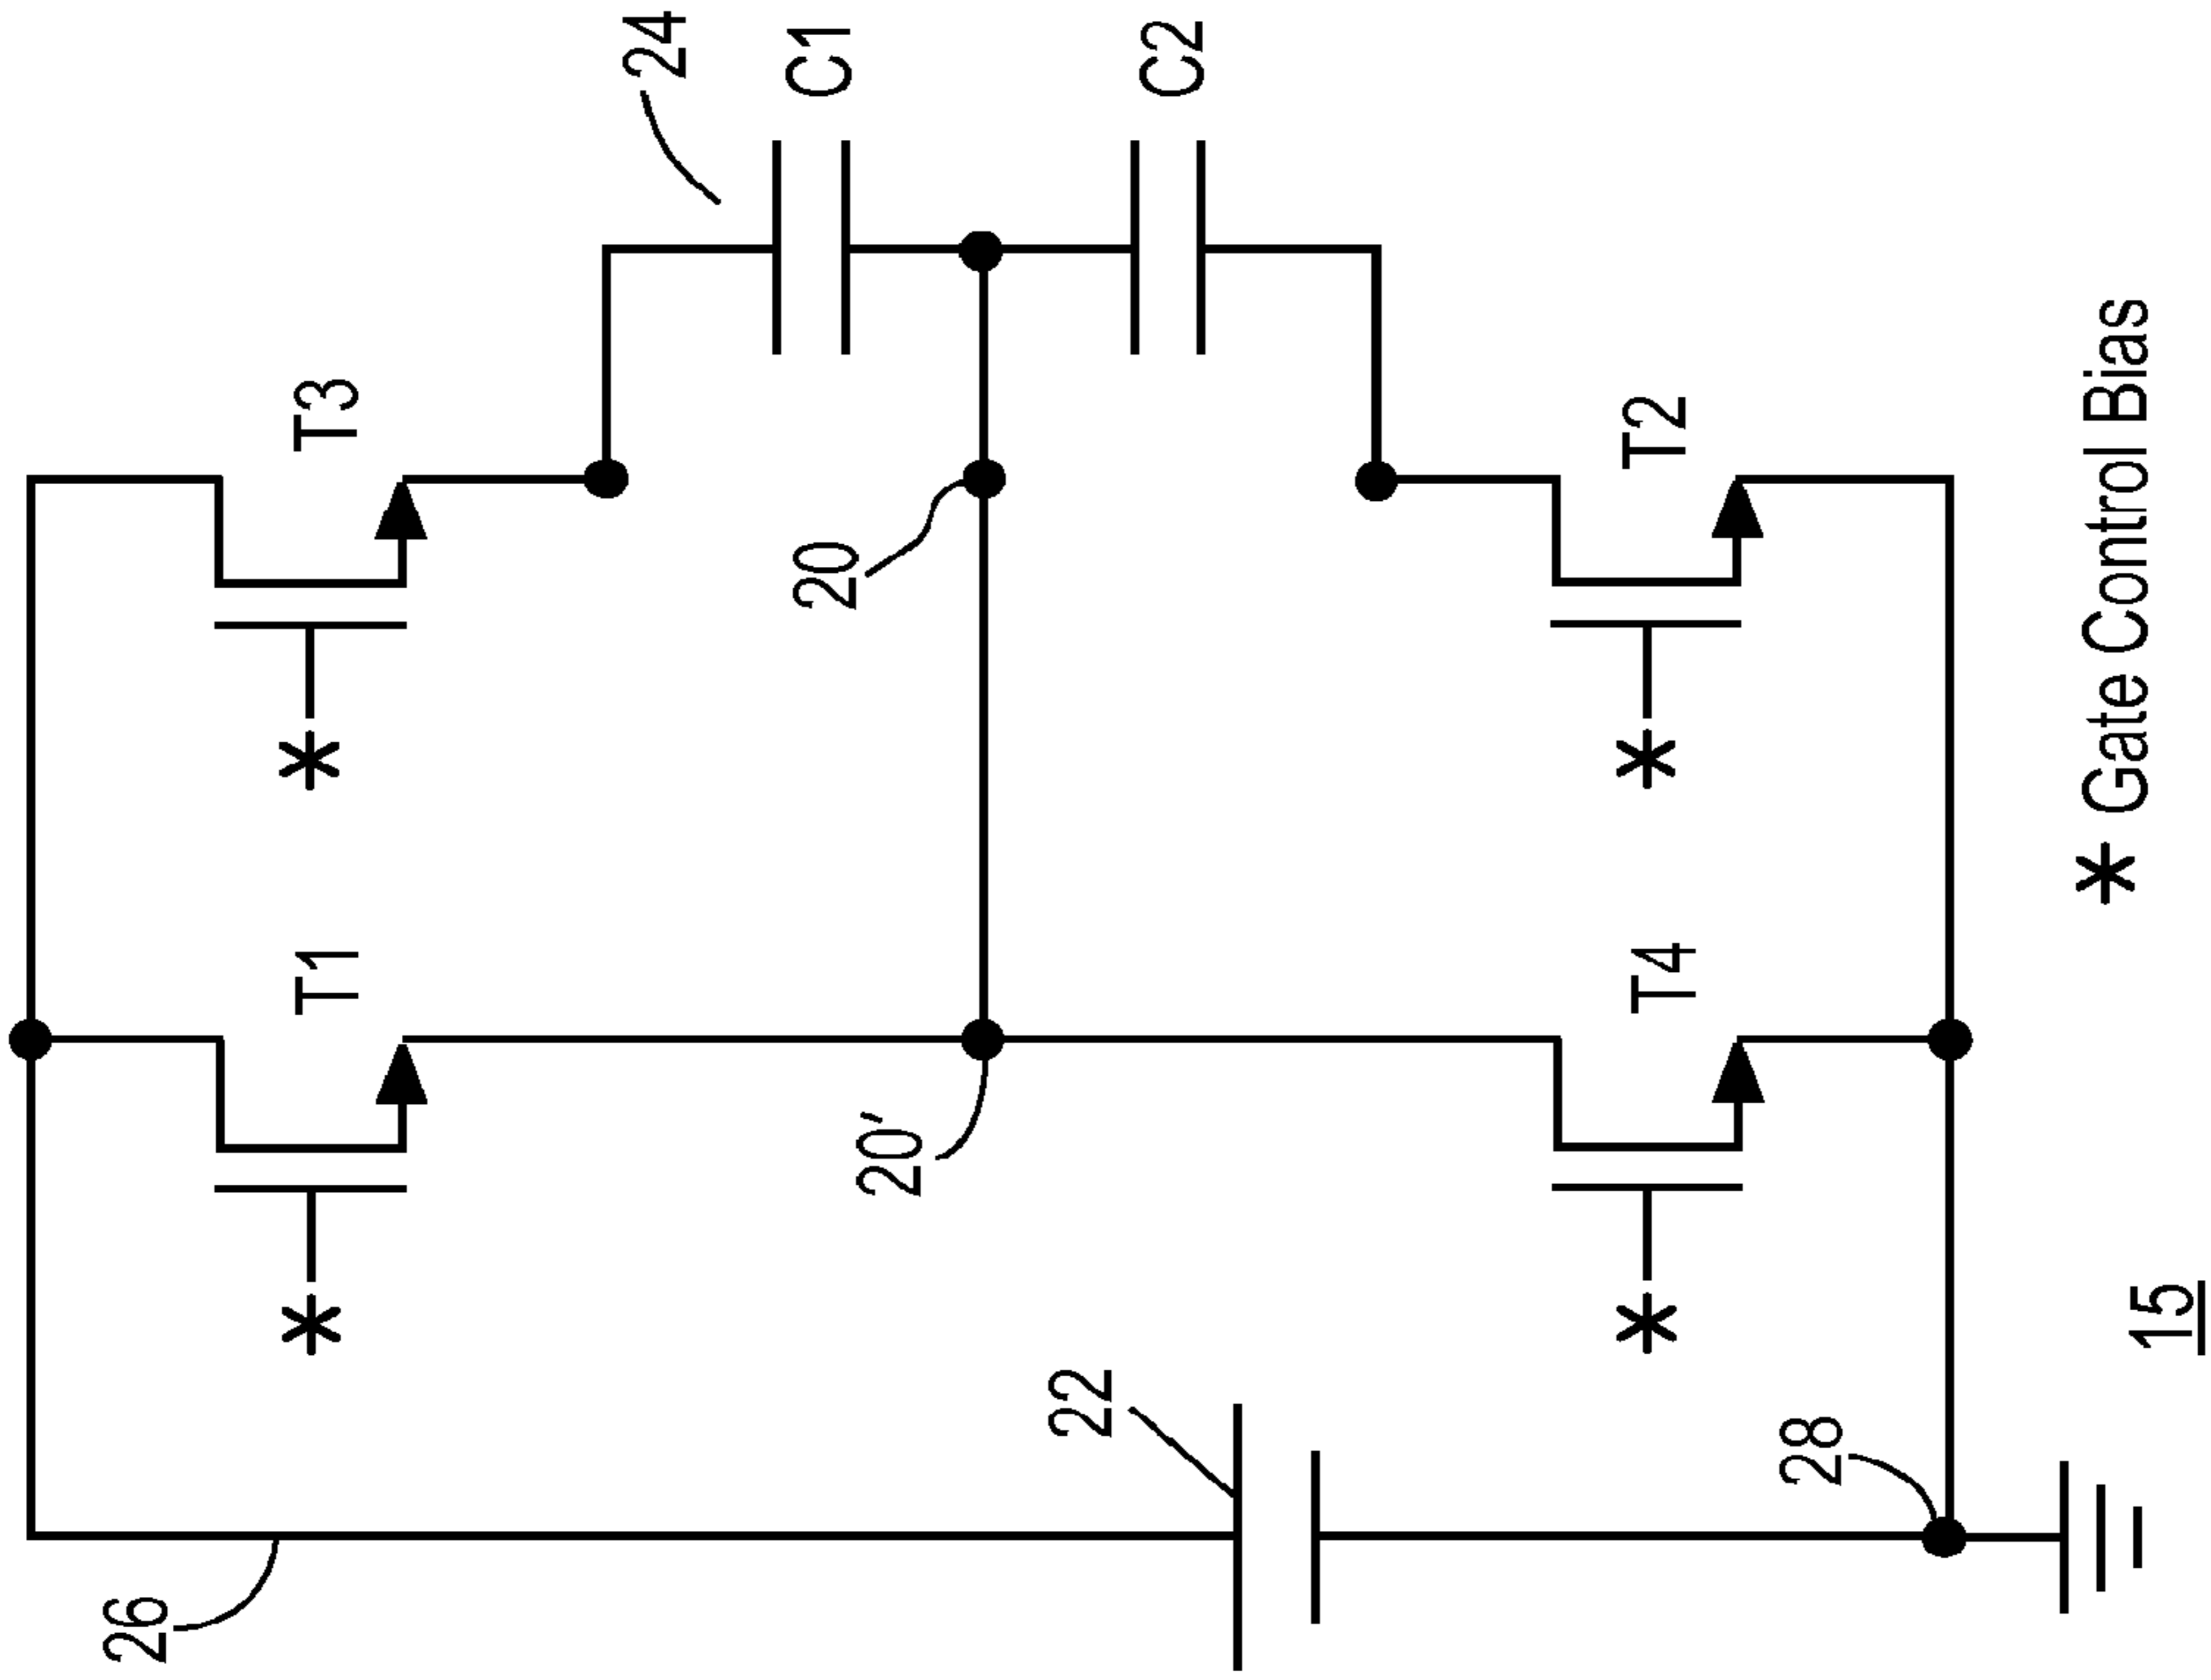 24
C1
C2
T3
20
T2
T1
20'
T4
22
28
26
* Gate Control Bias
15
*
*
*
*